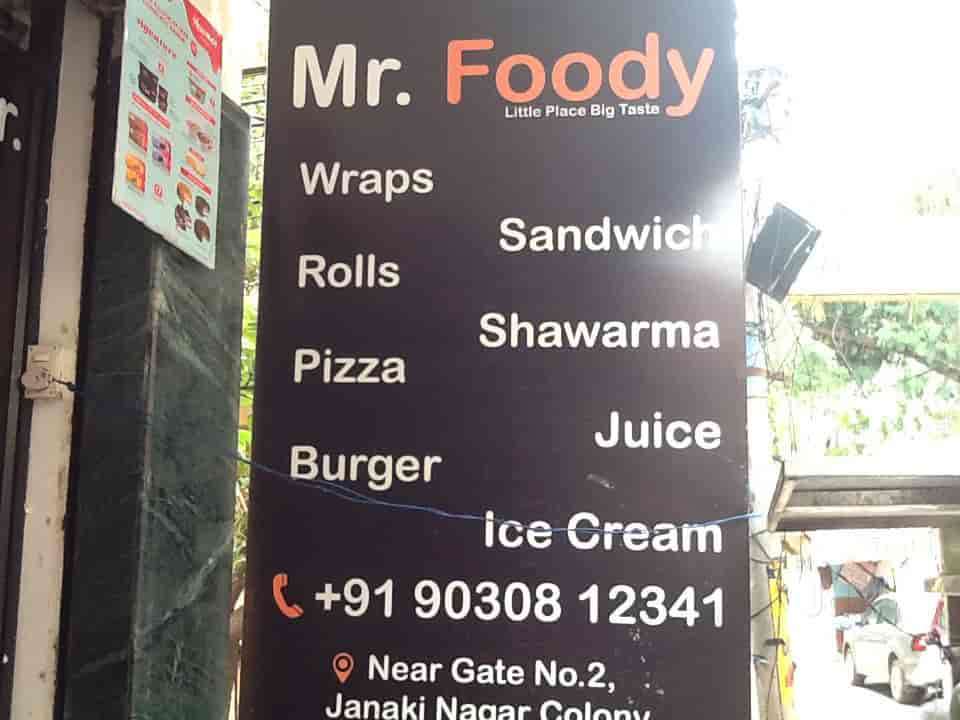 Mr. Foody
Little Place Big Taste
Wraps
Sandwich
Rolls
Shawarma
Pizza
Juice
Burger
Ice Cream
+91 90308 12341
Near Gate No.2,
Janaki Nagar Colony
r.